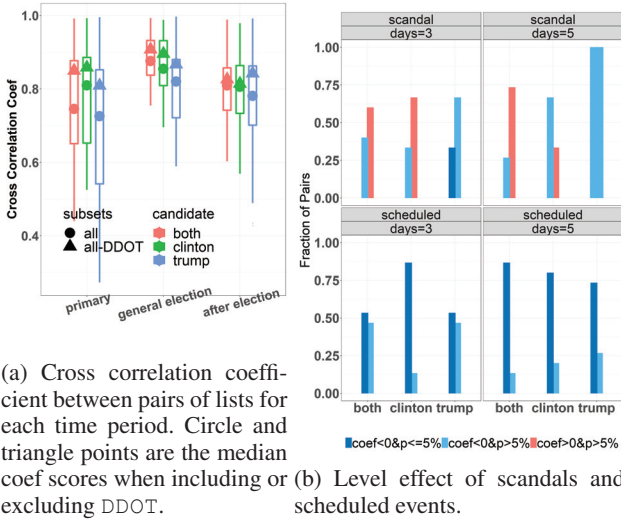 1.0
0.8
0.6
0.4
Cross Correlation Coef
subsets
all
all-DDOT
candidate
both
clinton
trump
primary
general election
after election
(a) Cross correlation coeffi-
cient between pairs of lists for
each time period. Circle and
triangle points are the median
coef scores when including or
excluding DDOT.
scandal
days=3
scandal
days=5
1.00
0.75
0.50
0.25
0.00
scheduled
days=3
scheduled
days=5
1.00
0.75
0.50
0.25
0.00
Fraction of Pairs
both clinton trump
both clinton trump
coef<0&p<=5% coef<0&p>5% coef>0&p>5%
(b) Level effect of scandals and
scheduled events.